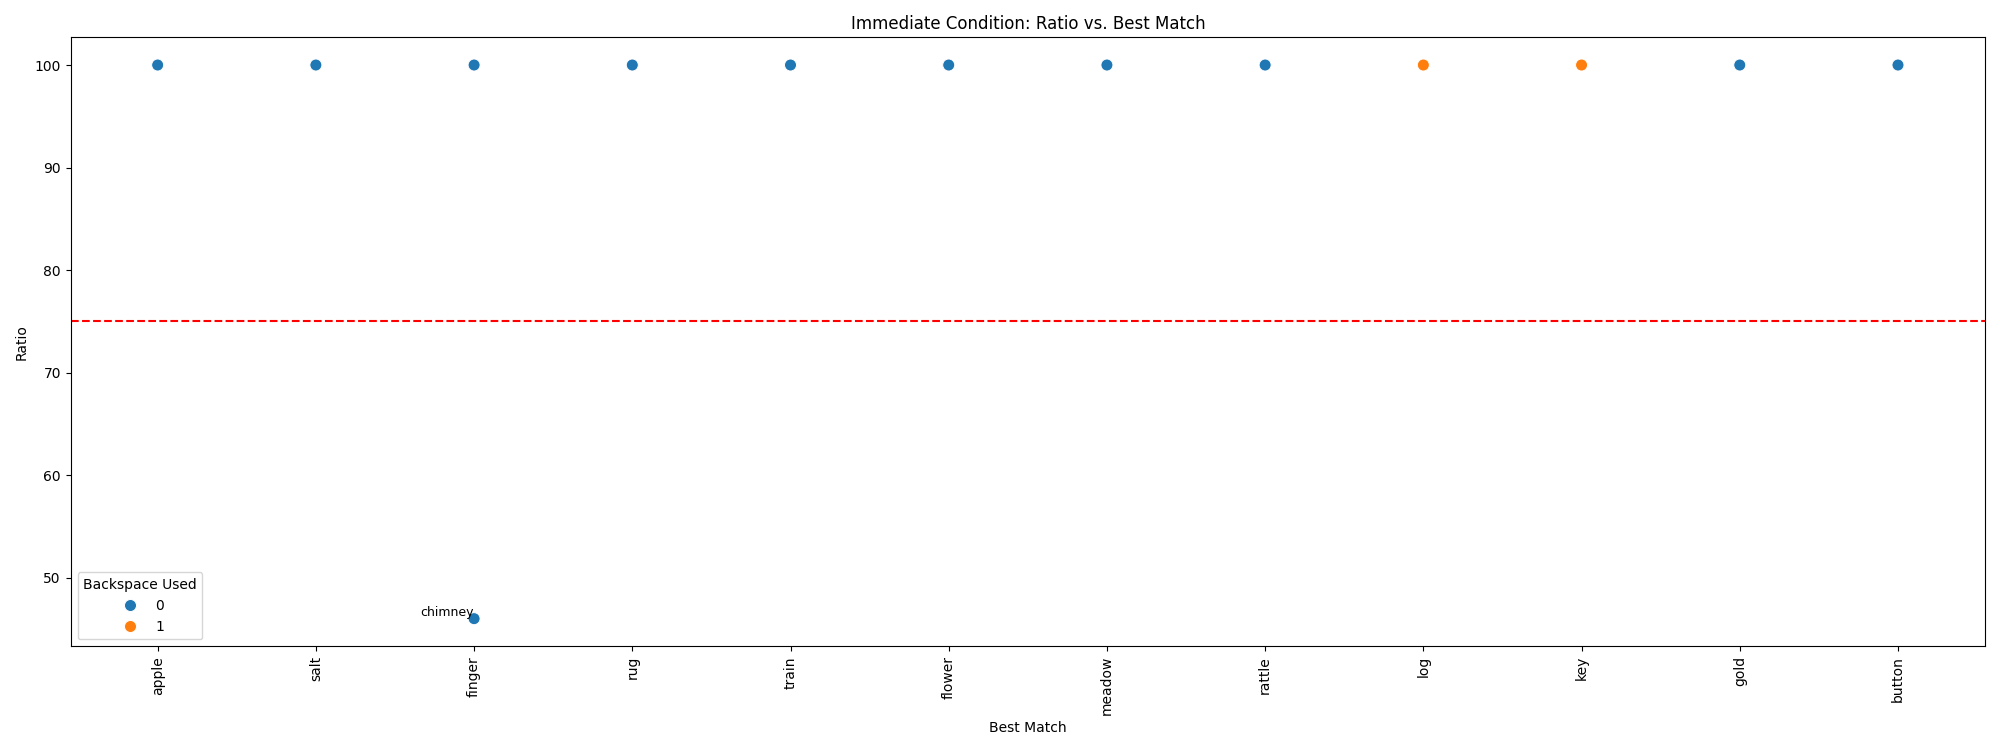 Immediate Condition: Ratio vs. Best Match
100
90
80
70
60
50
Ratio
chimney
Backspace Used
0
1
apple
salt
finger
rug
train
flower
meadow
rattle
log
key
gold
button
Best Match